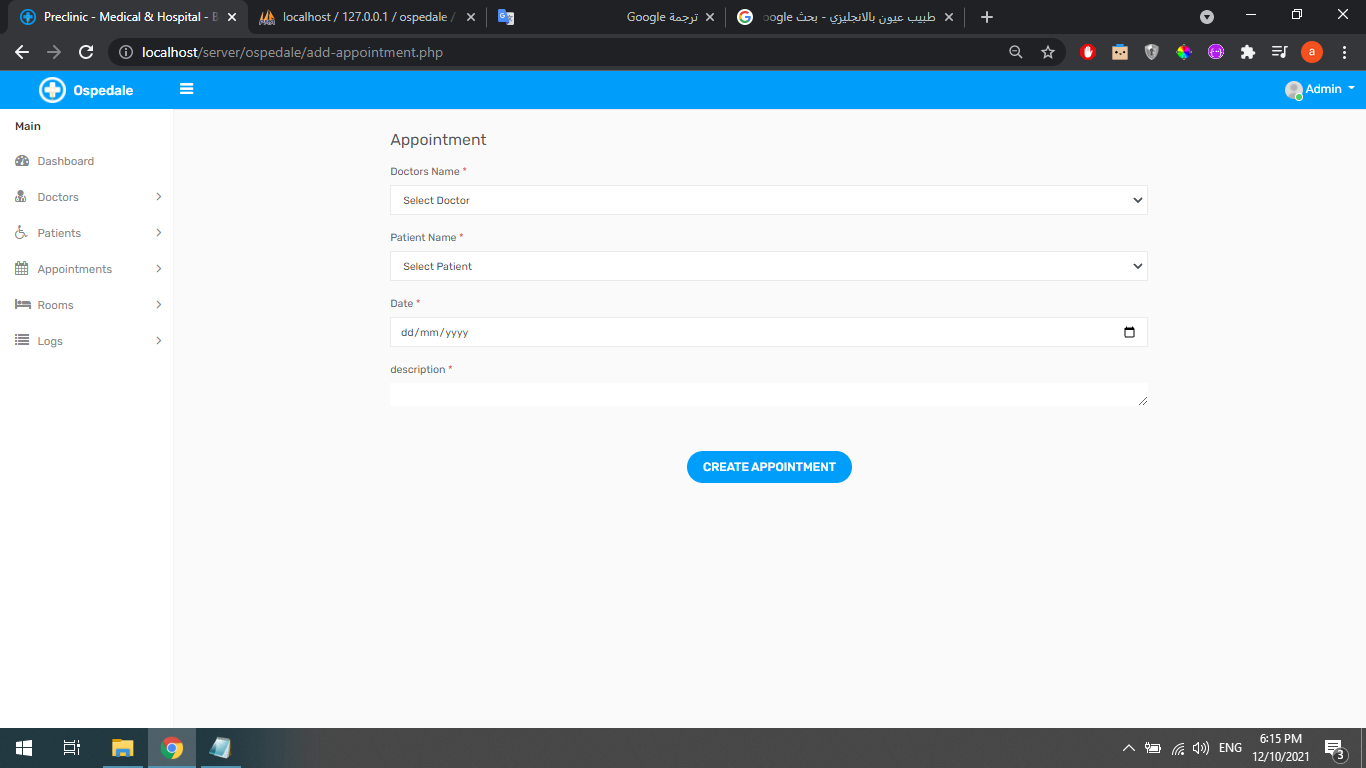 Preclinic - Medical & Hospital - B
localhost / 127.0.0.1 / ospedale /
ترجمة Google
طبيب عيون بالانجليزي - بحث oogle
localhost/server/ospedale/add-appointment.php
a
Ospedale
Admin
Main
Dashboard
Doctors
Patients
Appointments
Rooms
Logs
Appointment
Doctors Name *
Select Doctor
Patient Name *
Select Patient
Date *
dd/mm/yyyy
description *
CREATE APPOINTMENT
ENG
6:15 PM
12/10/2021
3